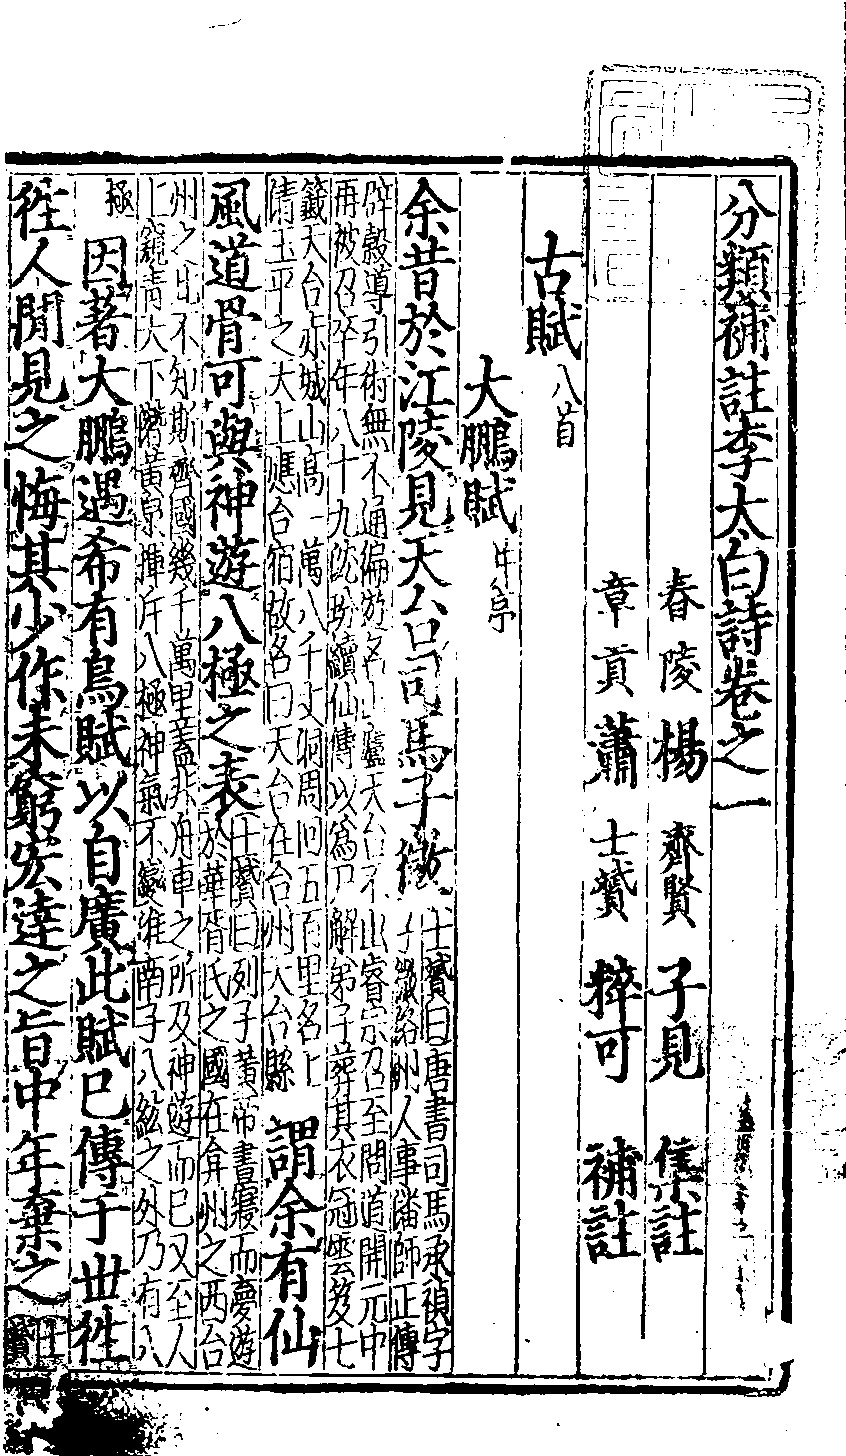 分類補註李太白詩卷之一
舂陵楊齊賢子見集註
章貢蕭士贇粹可補註
古賦八首
大鵬賦并序
余昔於江陵見天台司馬子微
士贇曰唐書司馬承禎字
子微洛州人事潘師正傳
辟穀導引術無不通徧遊名山廬天台不出睿宗召至問道開元中
再被召卒年八十九沈玢續仙傳以為尸解弟子葬其衣冠雲笈七
籤天台赤城山高一萬八千丈洞周回五百里名上
清玉平之天上應台宿故名曰天台在台州天台縣
謂余有仙
風道骨可與神遊八極之表
士贇曰列子黃帝晝寢而夢遊
於華胥氏之國在弇州之西台
州之北不知斯齊國幾千萬里蓋非舟車之所及神遊而已又至人
上窺青天下潛黃泉揮斥八極神氣不變淮南子八紘之外乃有八
極
因著大鵬遇希有鳥賦以自廣此賦已傳于世徃
徃人閒見之悔其少作未窮宏達之旨中年棄之
士
贇